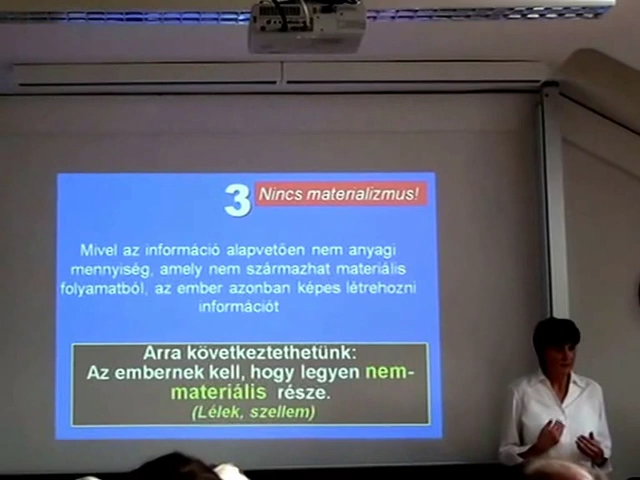 3 Nincs materializmus!
Mivel az információ alapvetően nem anyagi
mennyiség, amely nem származhat materiális
folyamatból, az ember azonban képes létrehozni
információt
Arra következtethetünk:
Az embernek kell, hogy legyen nem-
materiális része.
(Lélek, szellem)